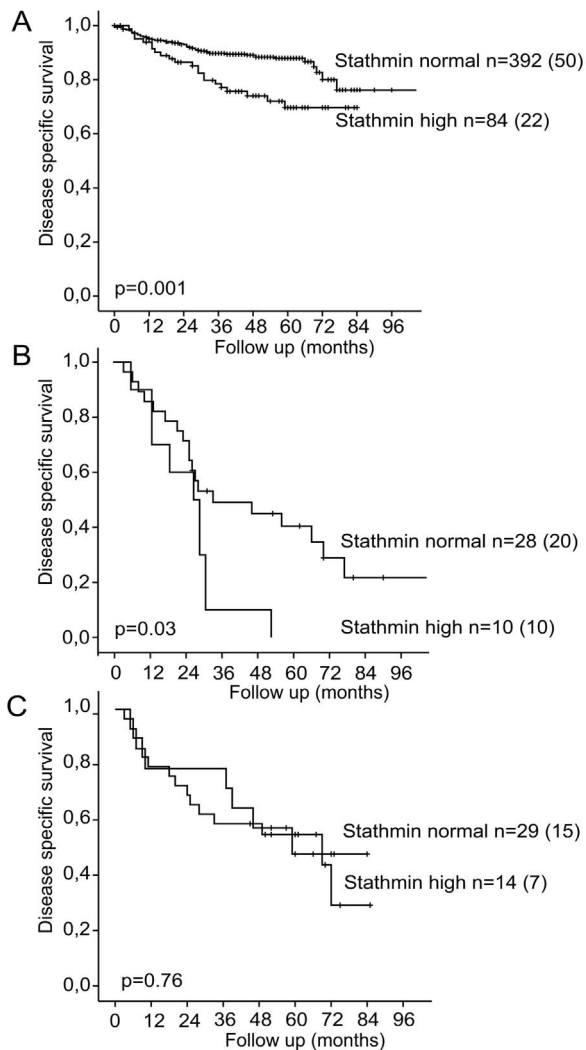 A
Disease specific survival
1,0
0,8
0,6
0,4
0,2
0,0
Stathmin normal n=392 (50)
Stathmin high n=84 (22)
p=0.001
0 12 24 36 48 60 72 84 96
Follow up (months)
B
Disease specific survival
1,0
0,8
0,6
0,4
0,2
0,0
Stathmin normal n=28 (20)
Stathmin high n=10 (10)
p=0.03
0 12 24 36 48 60 72 84 96
Follow up (months)
C
Disease specific survival
1,0
0,8
0,6
0,4
0,2
0,0
Stathmin normal n=29 (15)
Stathmin high n=14 (7)
p=0.76
0 12 24 36 48 60 72 84 96
Follow up (months)